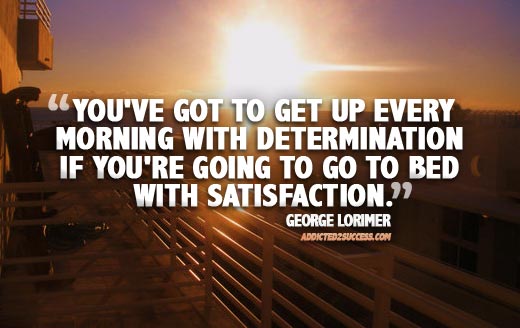 “YOU'VE GOT TO GET UP EVERY
MORNING WITH DETERMINATION
IF YOU'RE GOING TO GO TO BED
WITH SATISFACTION.”
GEORGE LORIMER
ADDICTED2SUCCESS.COM